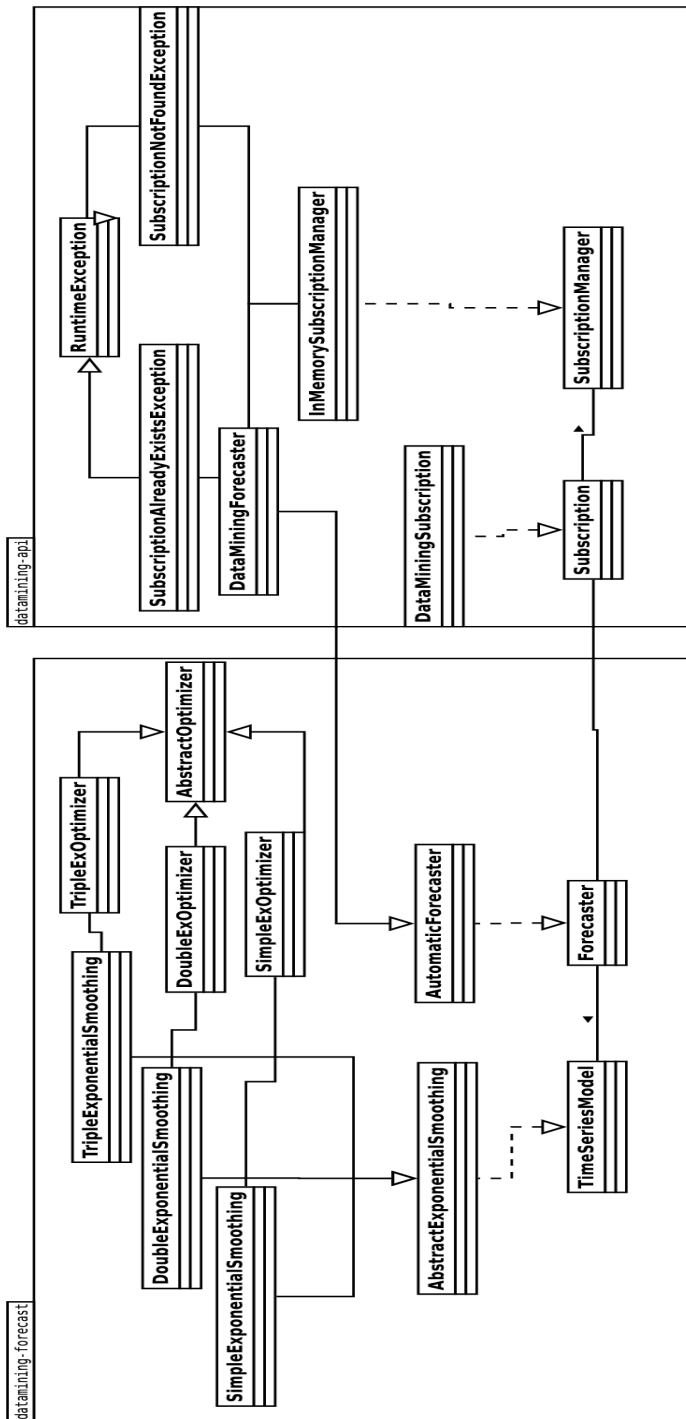 datamining-forecast
TripleExponentialSmoothing
TripleExOptimizer
DoubleExponentialSmoothing
DoubleExOptimizer
AbstractOptimizer
SimpleExponentialSmoothing
SimpleExOptimizer
AbstractExponentialSmoothing
AutomaticForecaster
TimeSeriesModel
Forecaster
datamining-api
RuntimeException
SubscriptionAlreadyExistsException
SubscriptionNotFoundException
DataMiningForecaster
InMemorySubscriptionManager
DataMiningSubscription
Subscription
SubscriptionManager